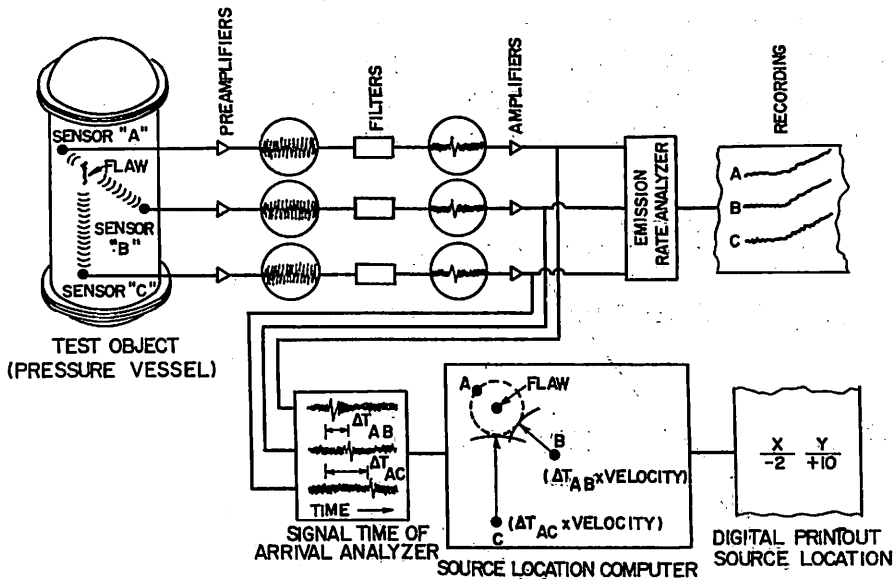 PREAMPLIFIERS
FILTERS
AMPLIFIERS
RECORDING
SENSOR "A"
FLAW
SENSOR
"B"
SENSOR "C"
EMISSION
RATE ANALYZER
A
B
C
TEST OBJECT
(PRESSURE VESSEL)
ΔT
AB
ΔT
AC
TIME
SIGNAL TIME OF
ARRIVAL ANALYZER
A
FLAW
B
(ΔT AB x VELOCITY)
C
(ΔT AC x VELOCITY)
SOURCE LOCATION COMPUTER
X Y
-2 +10
DIGITAL PRINTOUT
SOURCE LOCATION